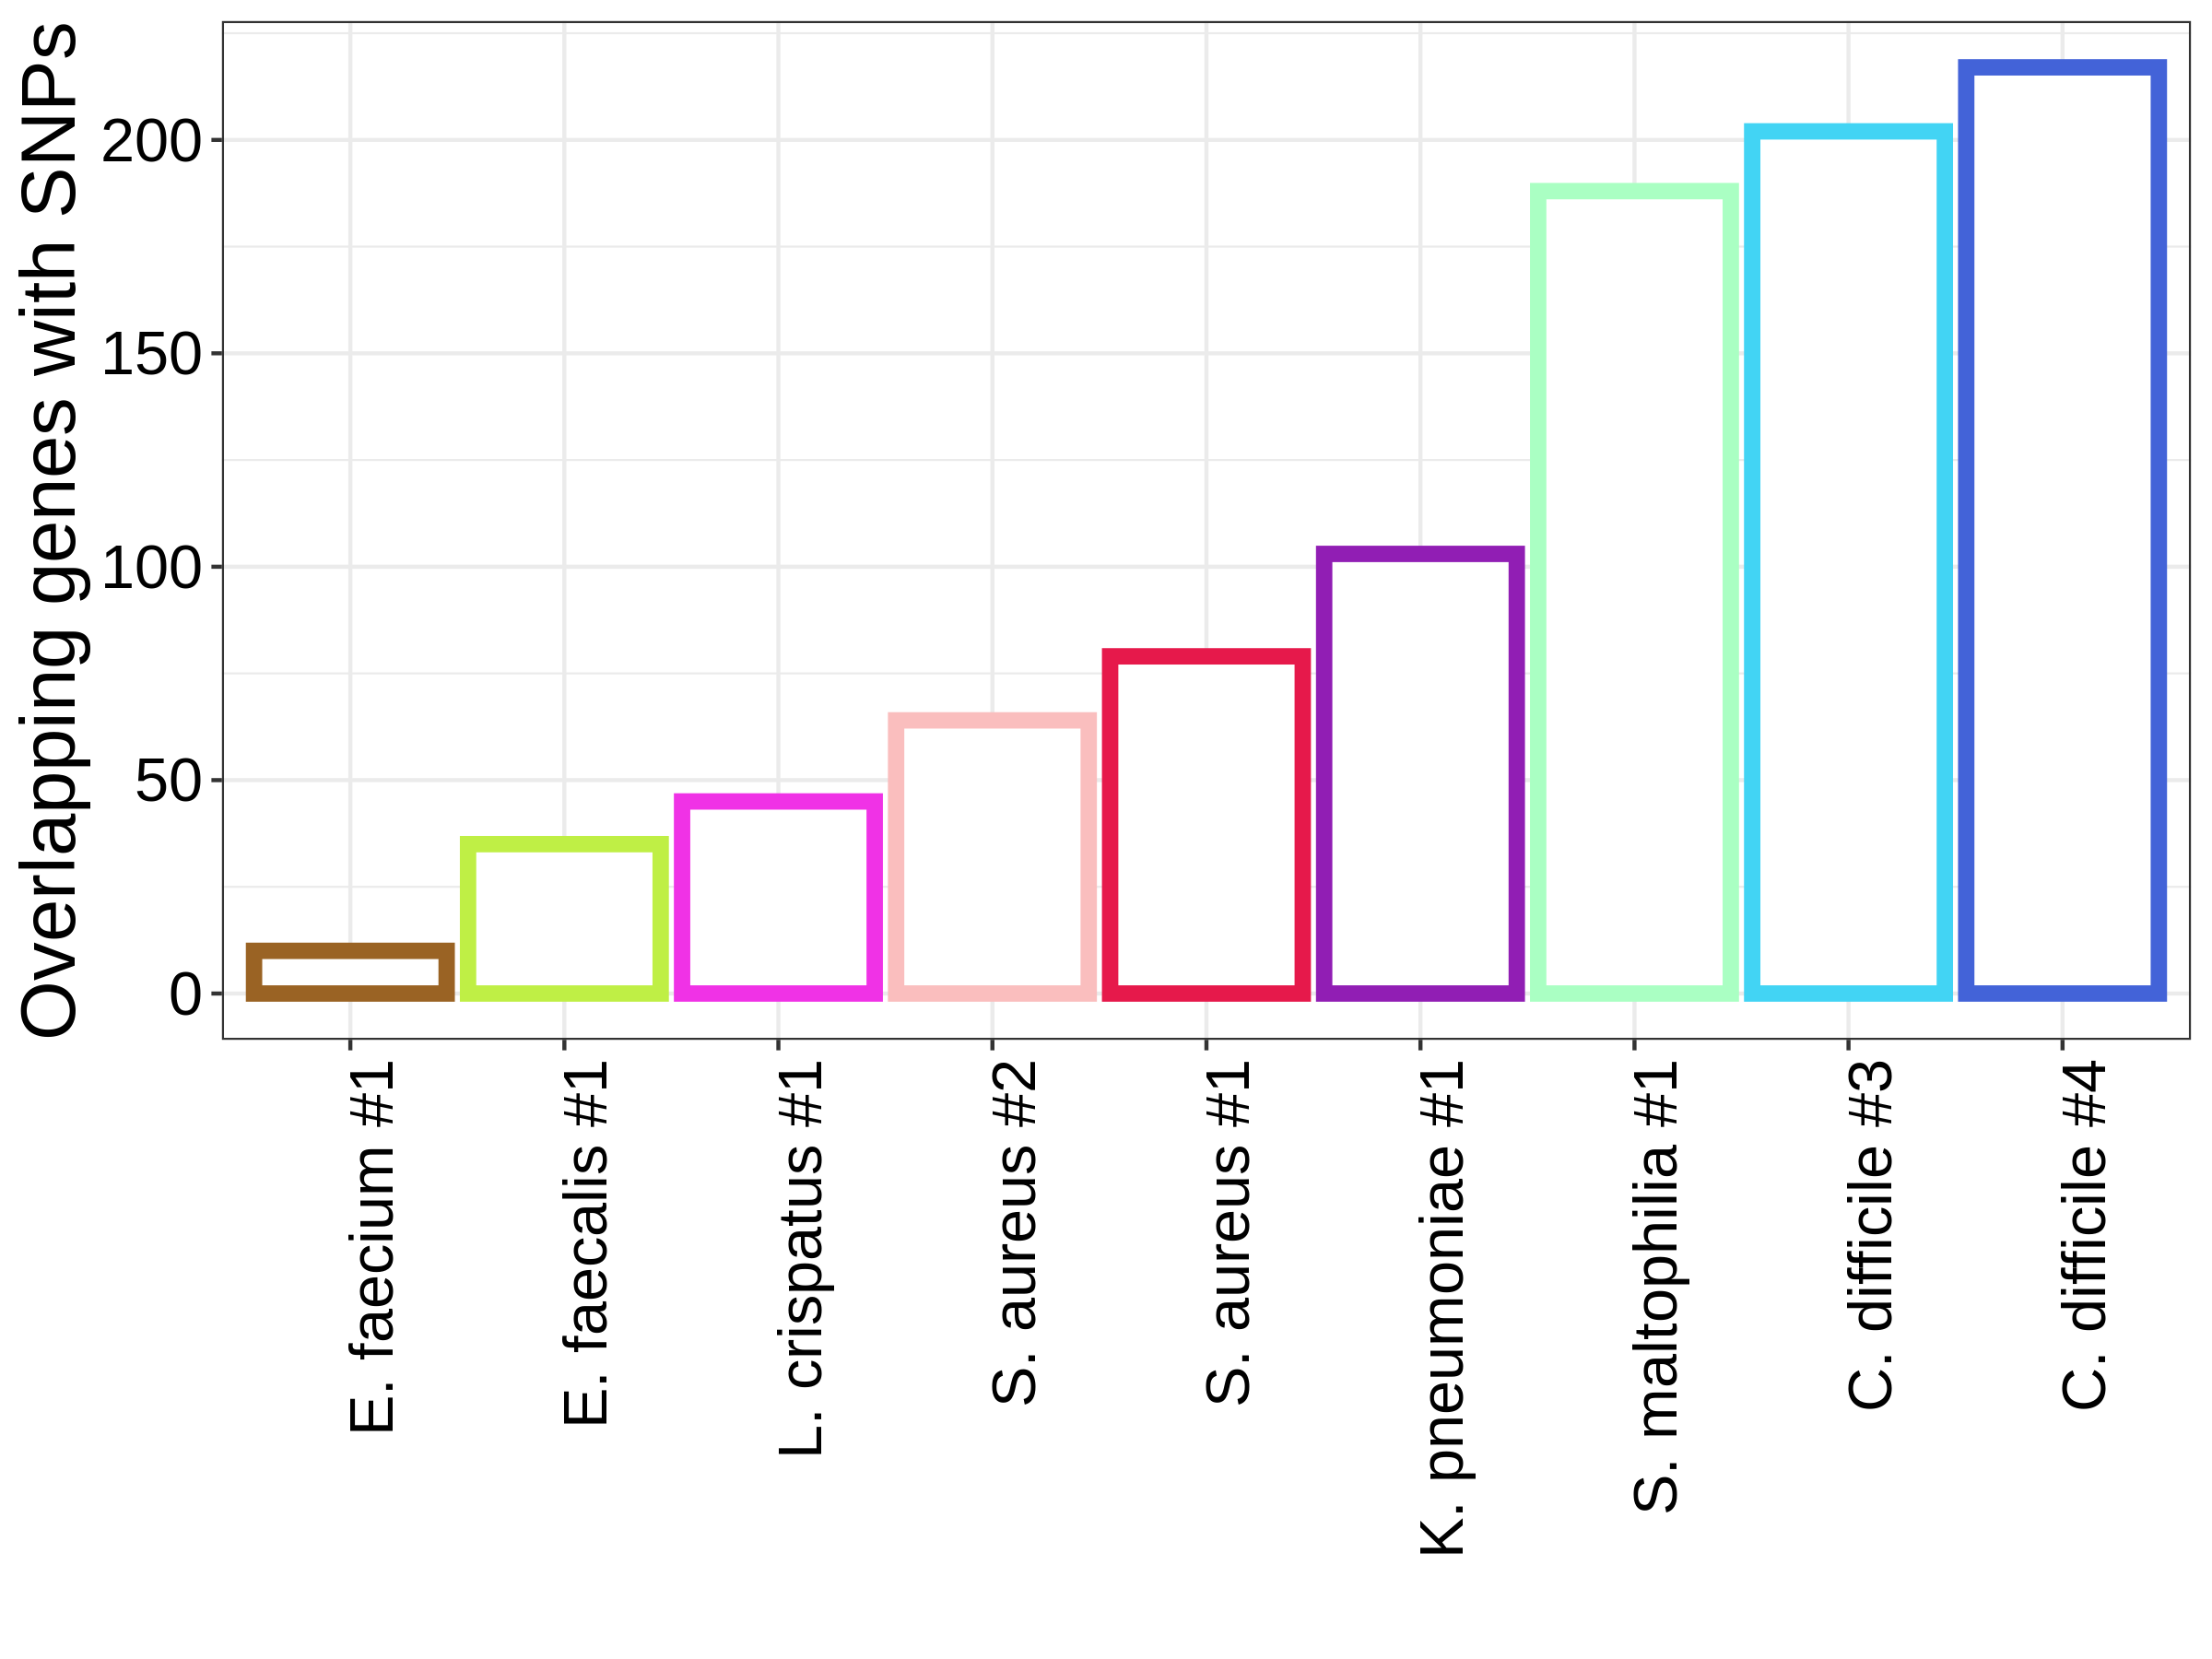 Overlapping genes with SNPs
200
150
100
50
0
E. faecium #1
E. faecalis #1
L. crispatus #1
S. aureus #2
S. aureus #1
K. pneumoniae #1
S. maltophilia #1
C. difficile #3
C. difficile #4